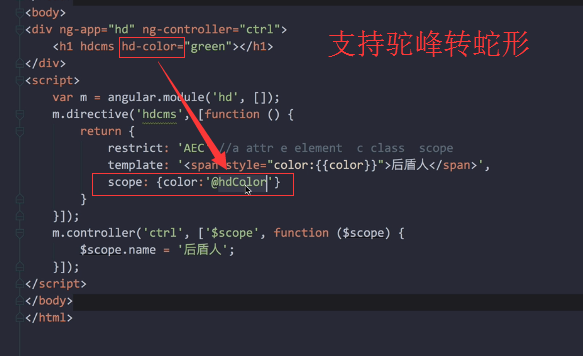 <body>
<div ng-app="hd" ng-controller="ctrl">
<h1 hdcms hd-color="green"></h1>
支持驼峰转蛇形
</div>
<script>
var m = angular.module('hd', []);
m.directive('hdcms', [function () {
return {
restrict: 'AEC' //a attr e element c class scope
template: '<span style="color:{{color}}">后盾人</span>',
scope: {color:'@hdColor'}
}
}]);
m.controller('ctrl', ['$scope', function ($scope) {
$scope.name = '后盾人';
}]);
</script>
</body>
</html>